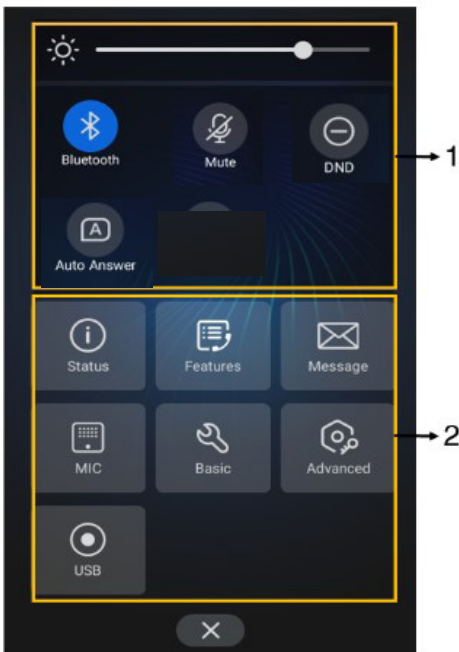 Bluetooth
Mute
DND
1
A
Auto Answer
Status
Features
Message
MIC
Basic
Advanced
2
USB